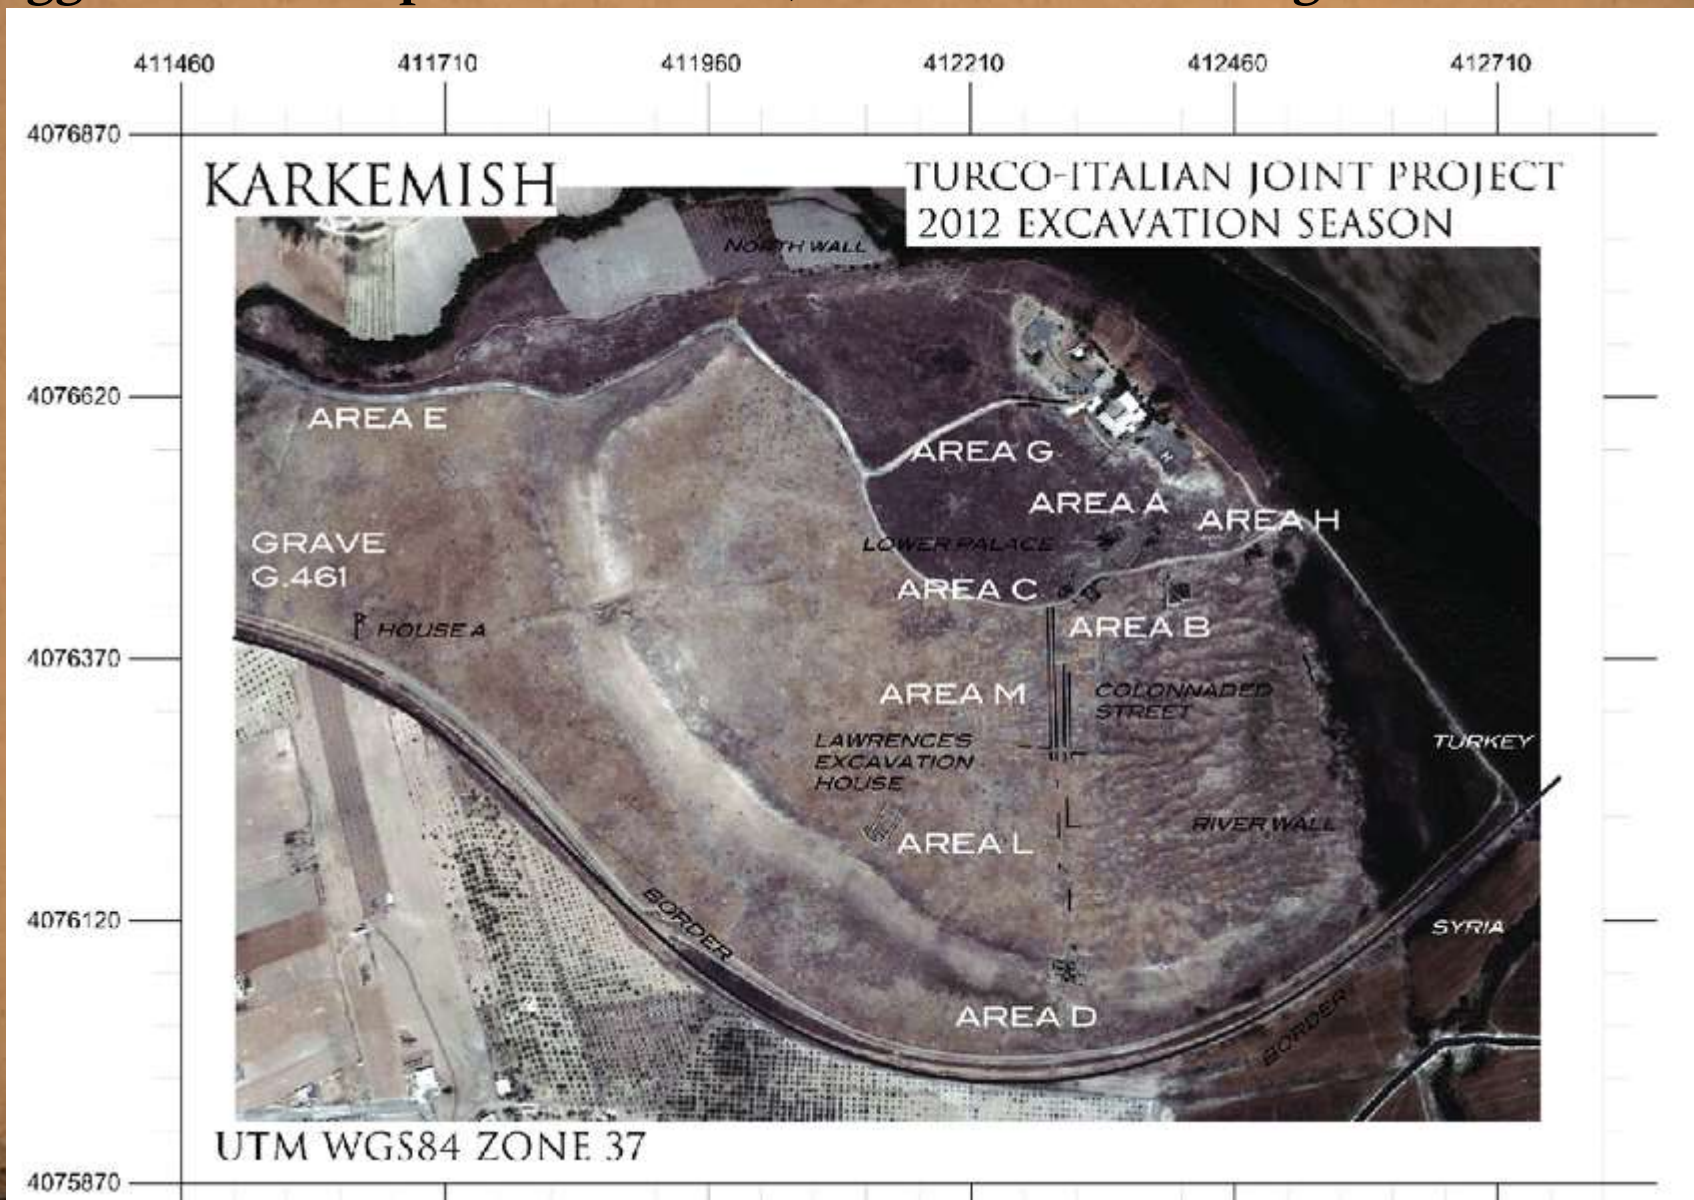 411460 411710 411960 412210 412460 412710
4076870
KARKEMISH
TURCO-ITALIAN JOINT PROJECT
2012 EXCAVATION SEASON
NORTH WALL
4076620
AREA E
AREA G
AREA A
AREA H
GRAVE
G.461
LOWER PALACE
AREA C
HOUSE A
AREA B
4076370
AREA M
COLONNADED
STREET
LAWRENCES
EXCAVATION
HOUSE
TURKEY
RIVER WALL
AREA L
4076120
BORDER
SYRIA
AREA D
BORDER
UTM WGS84 ZONE 37
4075870